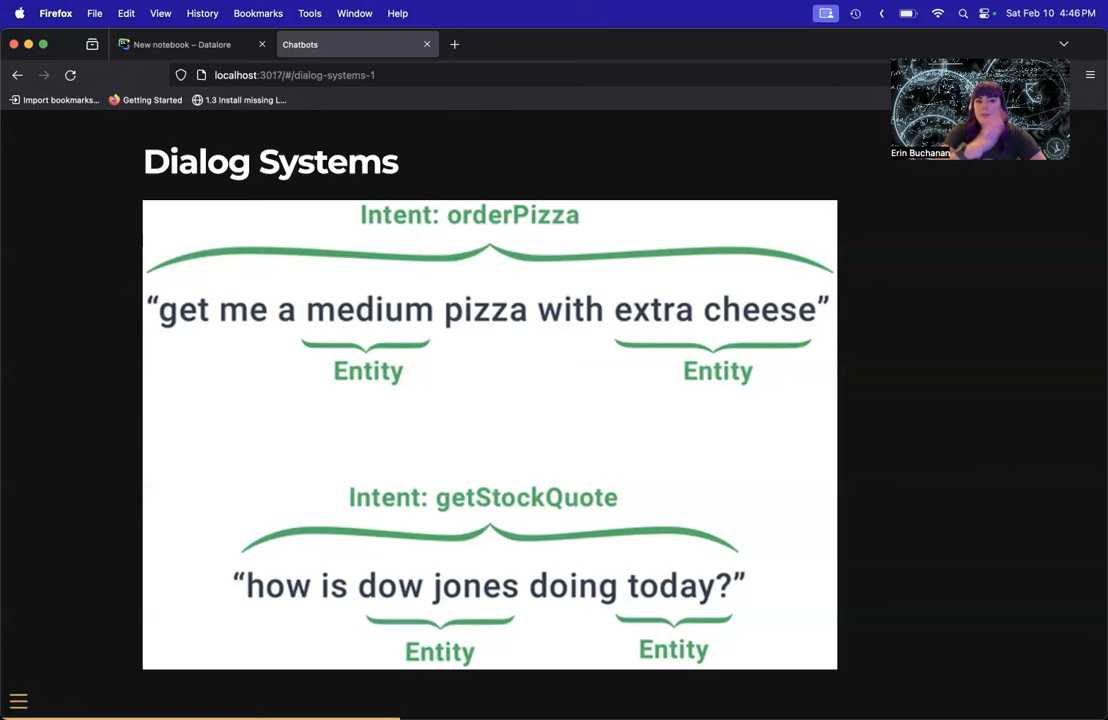 Firefox File Edit View History Bookmarks Tools Window Help Sat Feb 10 4:46 PM
New notebook – Datalore
Chatbots
localhost:3017/#/dialog-systems-1
Import bookmarks... Getting Started 1.3 Install missing L...
Erin Buchanan
Dialog Systems
Intent: orderPizza
“get me a medium pizza with extra cheese”
Entity Entity
Intent: getStockQuote
“how is dow jones doing today?”
Entity Entity